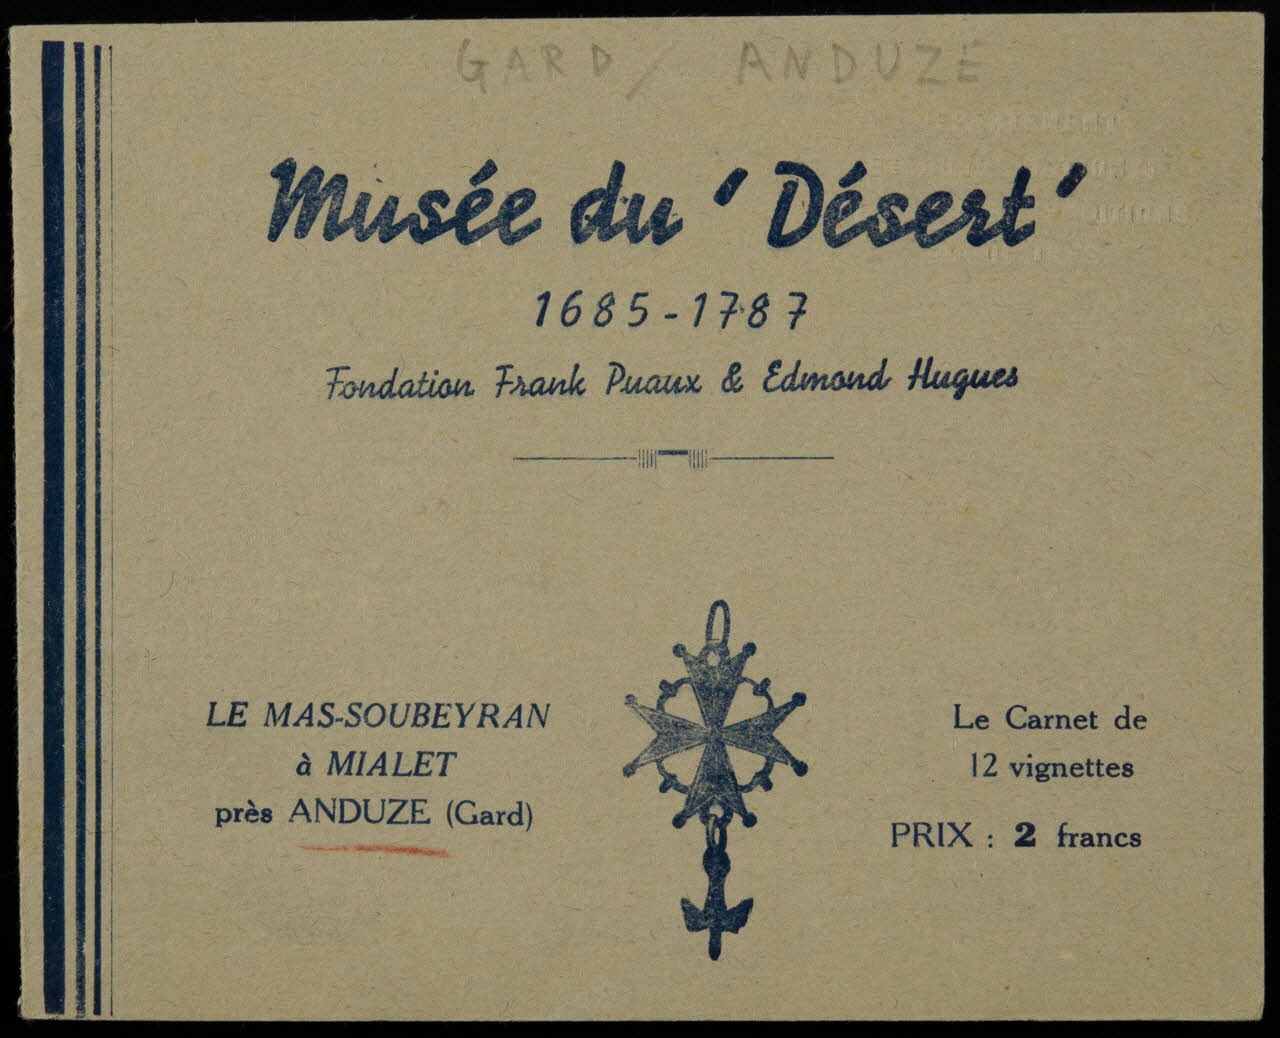 GARD / ANDUZE
Musée du ' Désert '
1685-1787
Fondation Frank Puaux & Edmond Hugues
LE MAS-SOUBEYRAN
à MIALET
près ANDUZE (Gard)
Le Carnet de
12 vignettes
PRIX : 2 francs